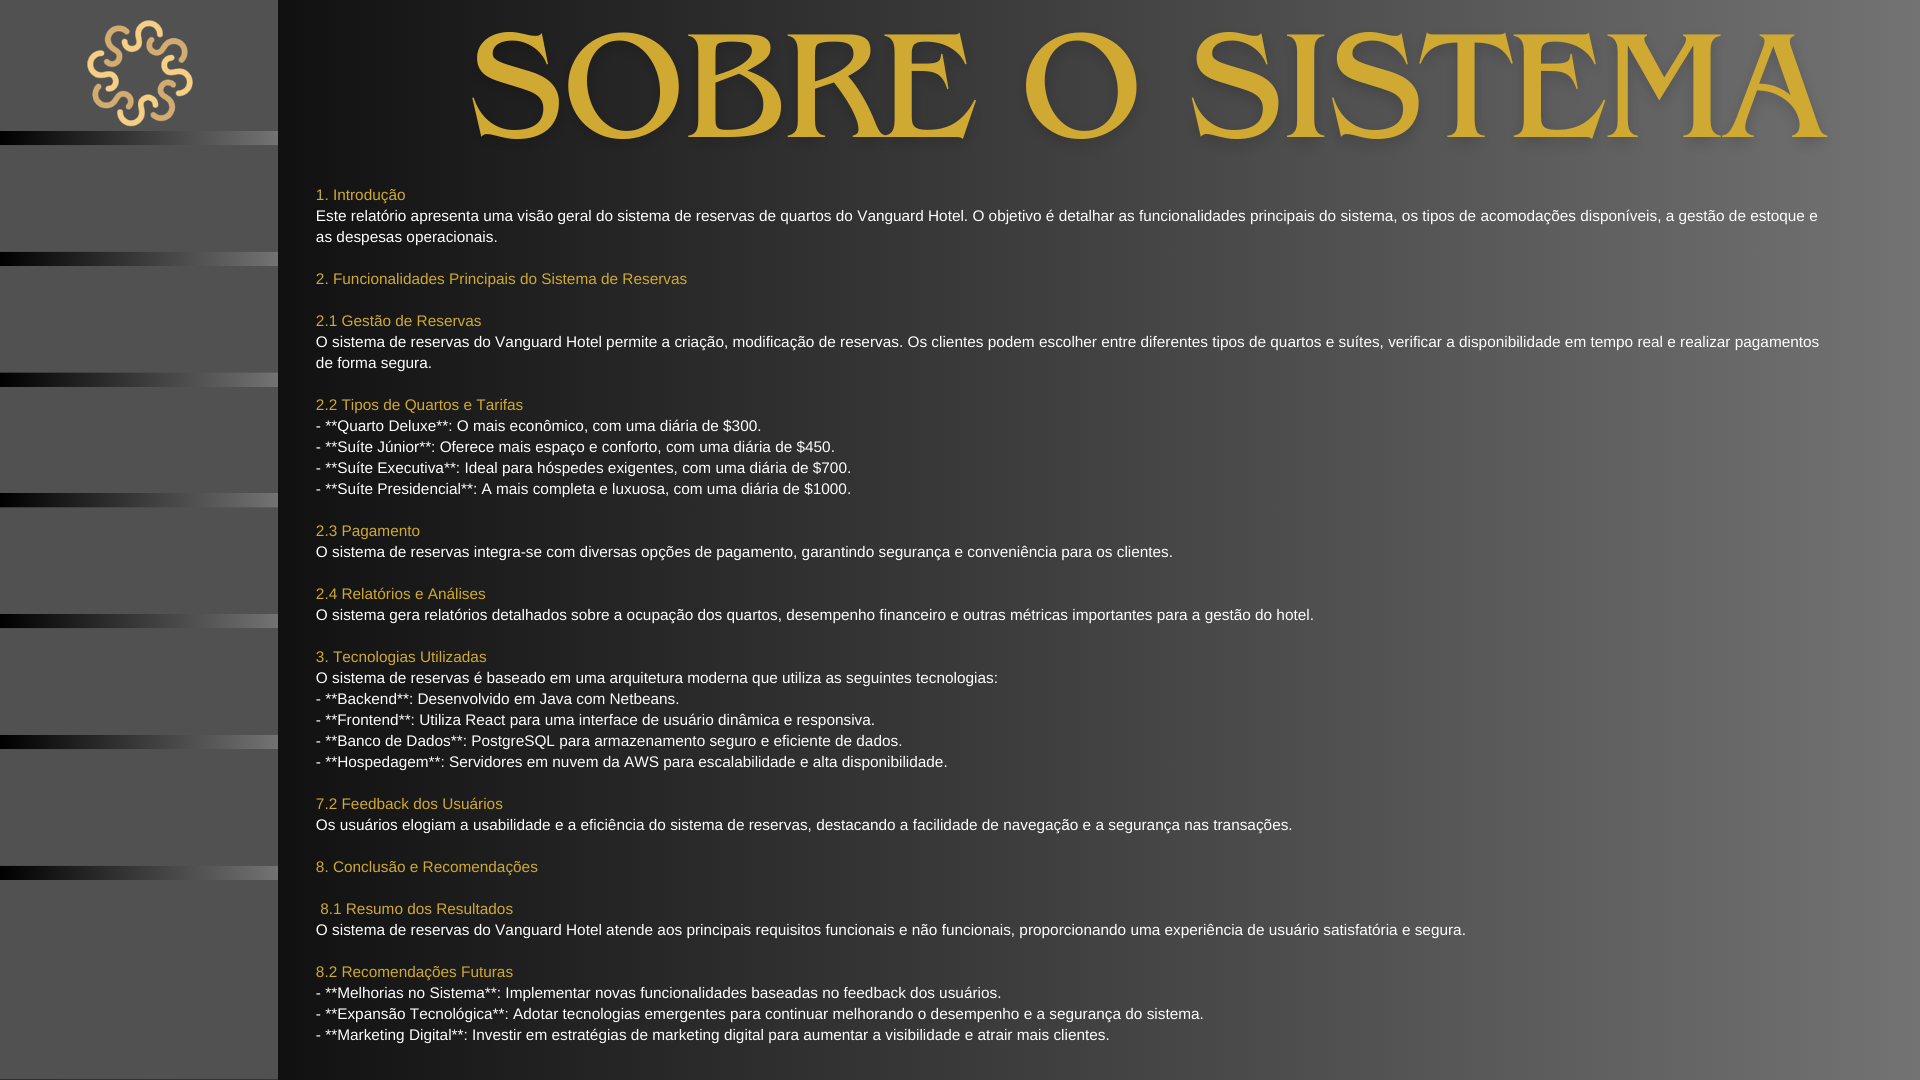 SOBRE O SISTEMA
1. Introdução
Este relatório apresenta uma visão geral do sistema de reservas de quartos do Vanguard Hotel. O objetivo é detalhar as funcionalidades principais do sistema, os tipos de acomodações disponíveis, a gestão de estoque e
as despesas operacionais.
2. Funcionalidades Principais do Sistema de Reservas
2.1 Gestão de Reservas
O sistema de reservas do Vanguard Hotel permite a criação, modificação de reservas. Os clientes podem escolher entre diferentes tipos de quartos e suítes, verificar a disponibilidade em tempo real e realizar pagamentos
de forma segura.
2.2 Tipos de Quartos e Tarifas
- **Quarto Deluxe**: O mais econômico, com uma diária de $300.
- **Suíte Júnior**: Oferece mais espaço e conforto, com uma diária de $450.
- **Suíte Executiva**: Ideal para hóspedes exigentes, com uma diária de $700.
- **Suíte Presidencial**: A mais completa e luxuosa, com uma diária de $1000.
2.3 Pagamento
O sistema de reservas integra-se com diversas opções de pagamento, garantindo segurança e conveniência para os clientes.
2.4 Relatórios e Análises
O sistema gera relatórios detalhados sobre a ocupação dos quartos, desempenho financeiro e outras métricas importantes para a gestão do hotel.
3. Tecnologias Utilizadas
O sistema de reservas é baseado em uma arquitetura moderna que utiliza as seguintes tecnologias:
- **Backend**: Desenvolvido em Java com Netbeans.
- **Frontend**: Utiliza React para uma interface de usuário dinâmica e responsiva.
- **Banco de Dados**: PostgreSQL para armazenamento seguro e eficiente de dados.
- **Hospedagem**: Servidores em nuvem da AWS para escalabilidade e alta disponibilidade.
7.2 Feedback dos Usuários
Os usuários elogiam a usabilidade e a eficiência do sistema de reservas, destacando a facilidade de navegação e a segurança nas transações.
8. Conclusão e Recomendações
8.1 Resumo dos Resultados
O sistema de reservas do Vanguard Hotel atende aos principais requisitos funcionais e não funcionais, proporcionando uma experiência de usuário satisfatória e segura.
8.2 Recomendações Futuras
- **Melhorias no Sistema**: Implementar novas funcionalidades baseadas no feedback dos usuários.
- **Expansão Tecnológica**: Adotar tecnologias emergentes para continuar melhorando o desempenho e a segurança do sistema.
- **Marketing Digital**: Investir em estratégias de marketing digital para aumentar a visibilidade e atrair mais clientes.